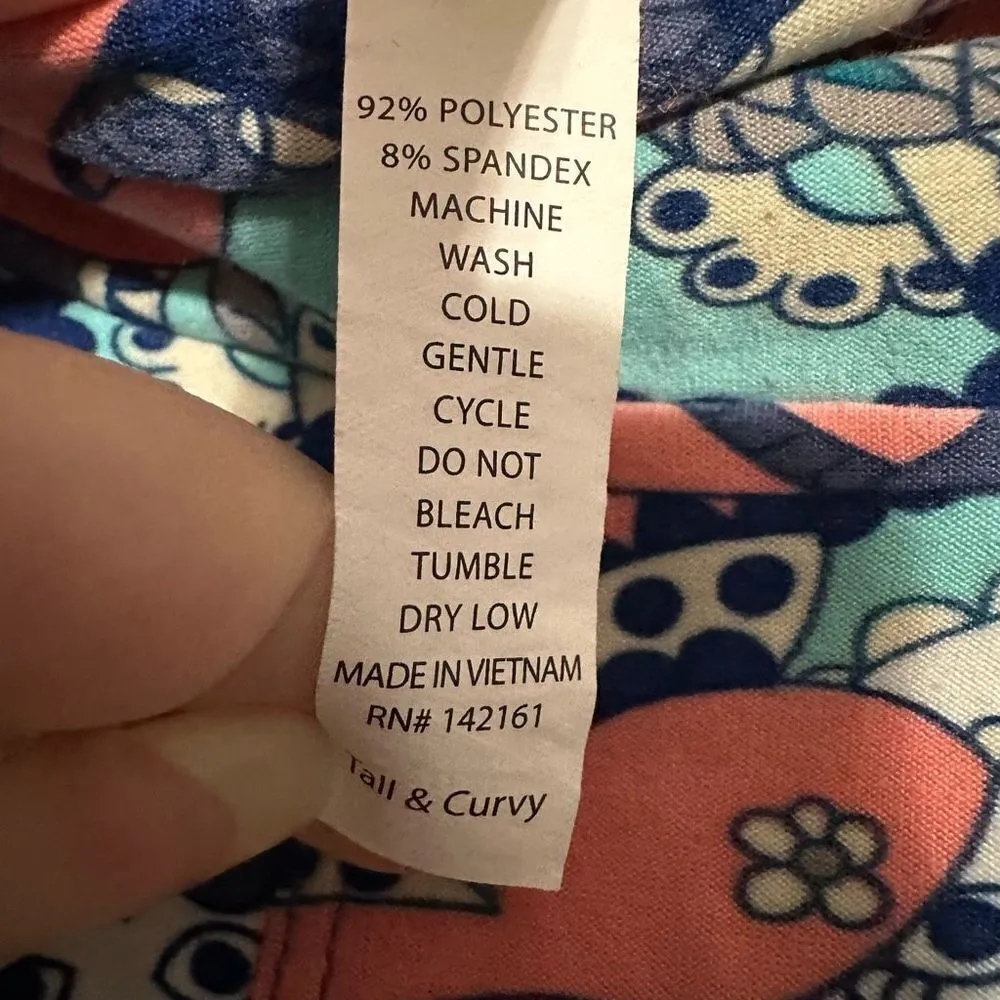 92% POLYESTER
8% SPANDEX
MACHINE
WASH
COLD
GENTLE
CYCLE
DO NOT
BLEACH
TUMBLE
DRY LOW
MADE IN VIETNAM
RN# 142161
Tall & Curvy